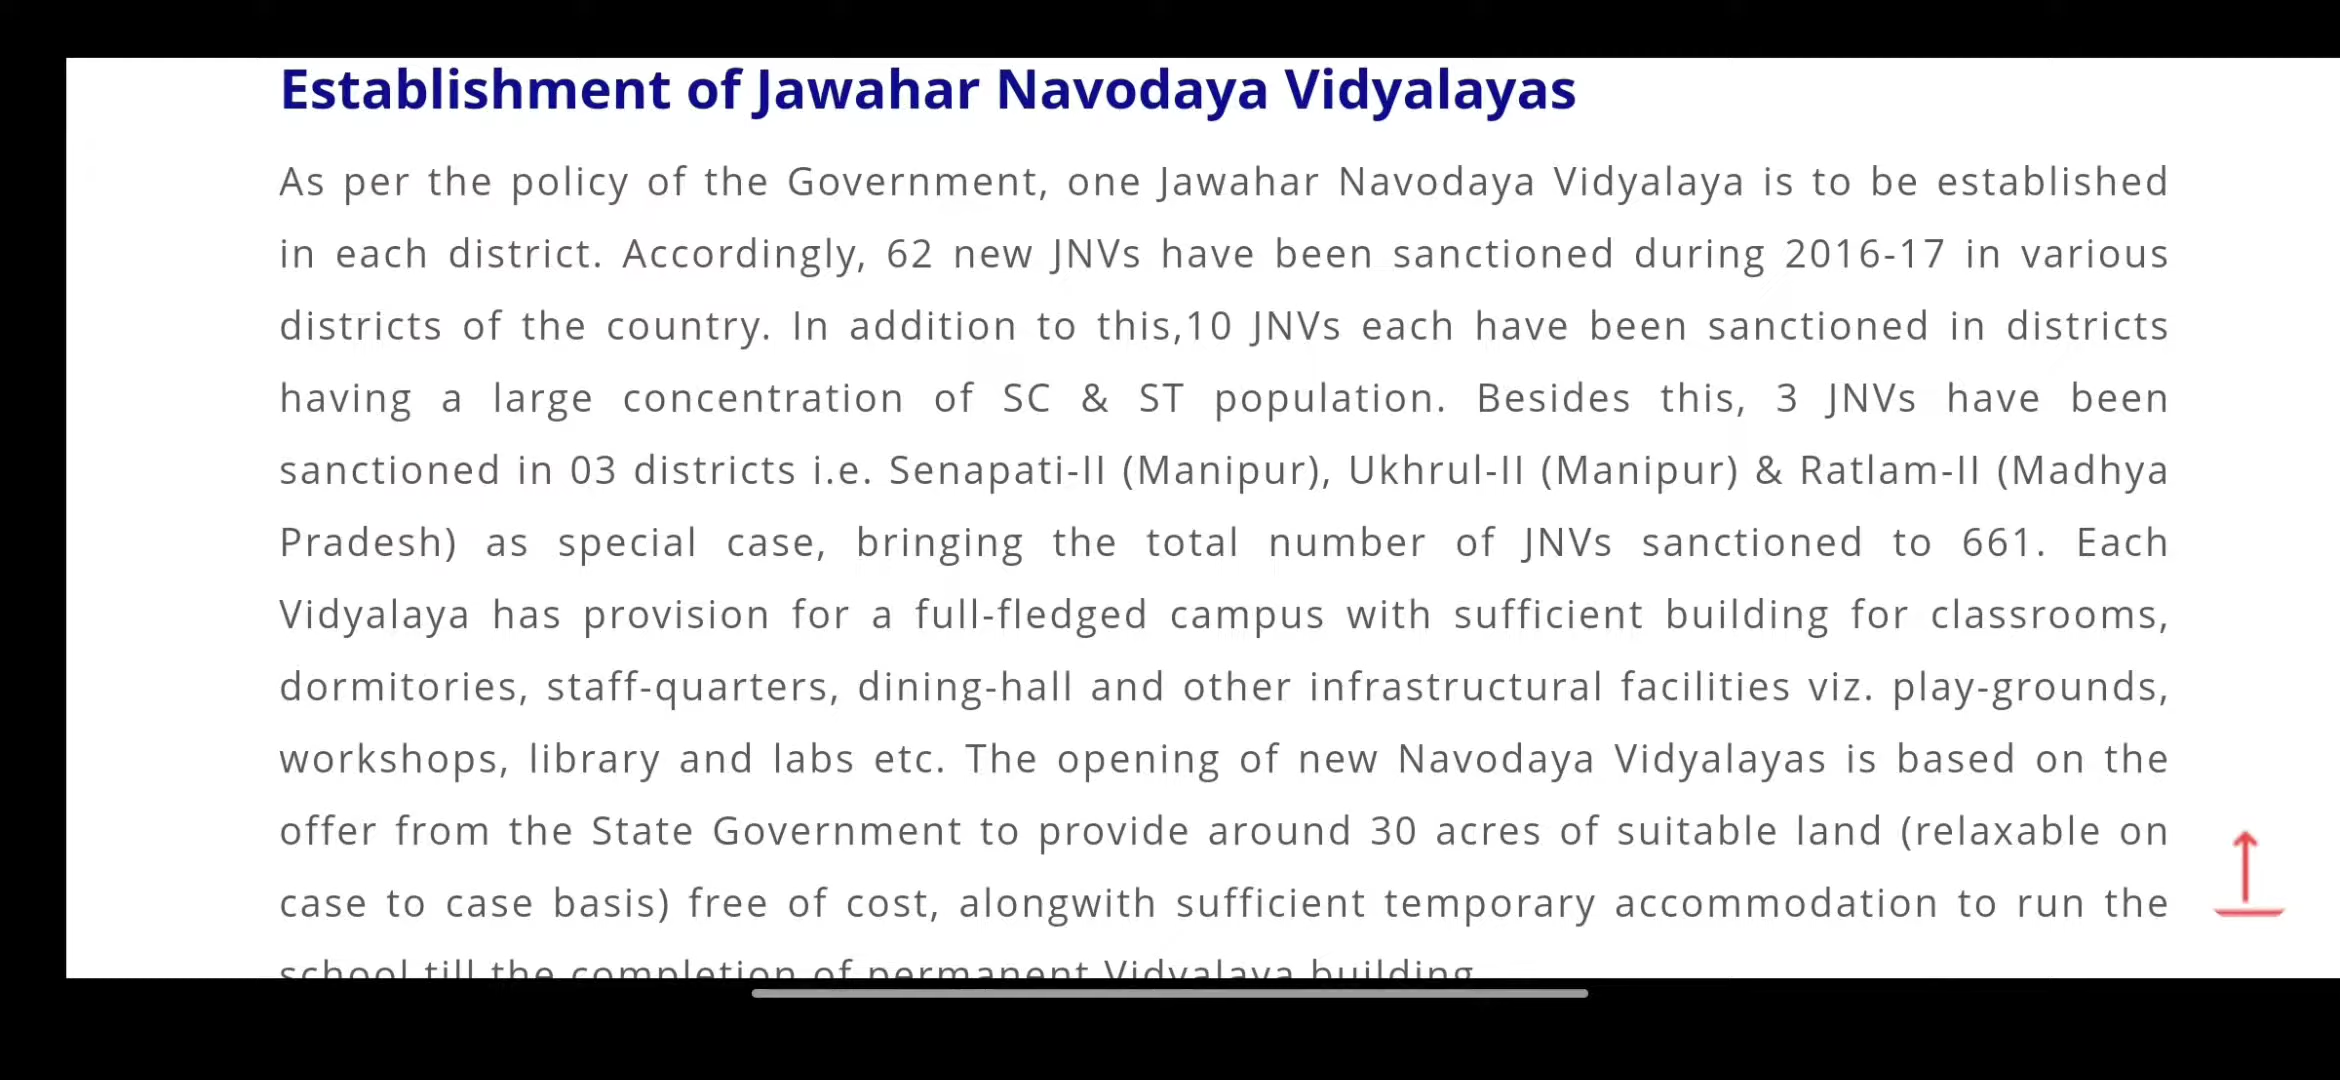 Establishment of Jawahar Navodaya Vidyalayas
As per the policy of the Government, one Jawahar Navodaya Vidyalaya is to be established
in each district. Accordingly, 62 new JNVs have been sanctioned during 2016-17 in various
districts of the country. In addition to this,10 JNVs each have been sanctioned in districts
having a large concentration of SC & ST population. Besides this, 3 JNVs have been
sanctioned in 03 districts i.e. Senapati-II (Manipur), Ukhrul-II (Manipur) & Ratlam-II (Madhya
Pradesh) as special case, bringing the total number of JNVs sanctioned to 661. Each
Vidyalaya has provision for a full-fledged campus with sufficient building for classrooms,
dormitories, staff-quarters, dining-hall and other infrastructural facilities viz. play-grounds,
workshops, library and labs etc. The opening of new Navodaya Vidyalayas is based on the
offer from the State Government to provide around 30 acres of suitable land (relaxable on
case to case basis) free of cost, alongwith sufficient temporary accommodation to run the
school till the completion of permanent Vidyalaya building.